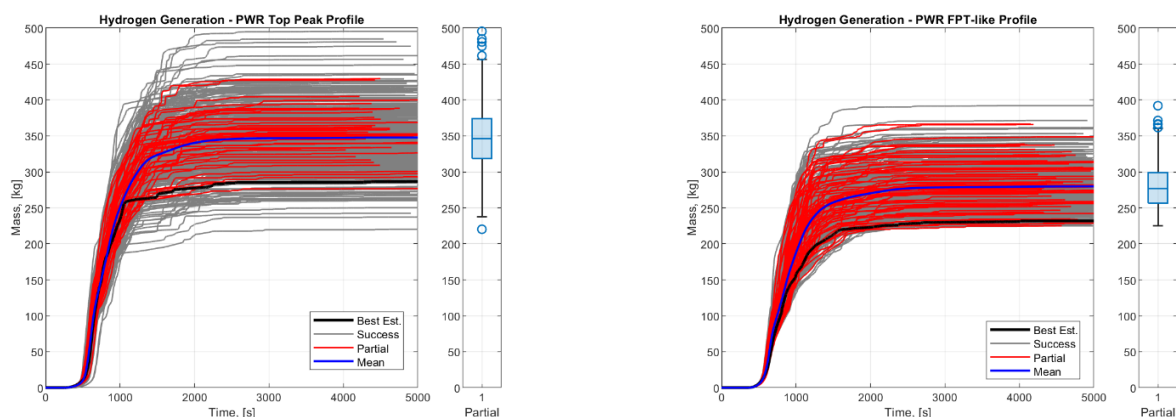 Hydrogen Generation - PWR Top Peak Profile
Mass, [kg]
500
450
400
350
300
250
200
150
100
50
0
0 1000 2000 3000 4000 5000
Time, [s]
Best Est.
Success
Partial
Mean
500
450
400
350
300
250
200
150
100
50
0
1
Partial
Hydrogen Generation - PWR FPT-like Profile
Mass, [kg]
500
450
400
350
300
250
200
150
100
50
0
0 1000 2000 3000 4000 5000
Time, [s]
Best Est.
Success
Partial
Mean
500
450
400
350
300
250
200
150
100
50
0
1
Partial